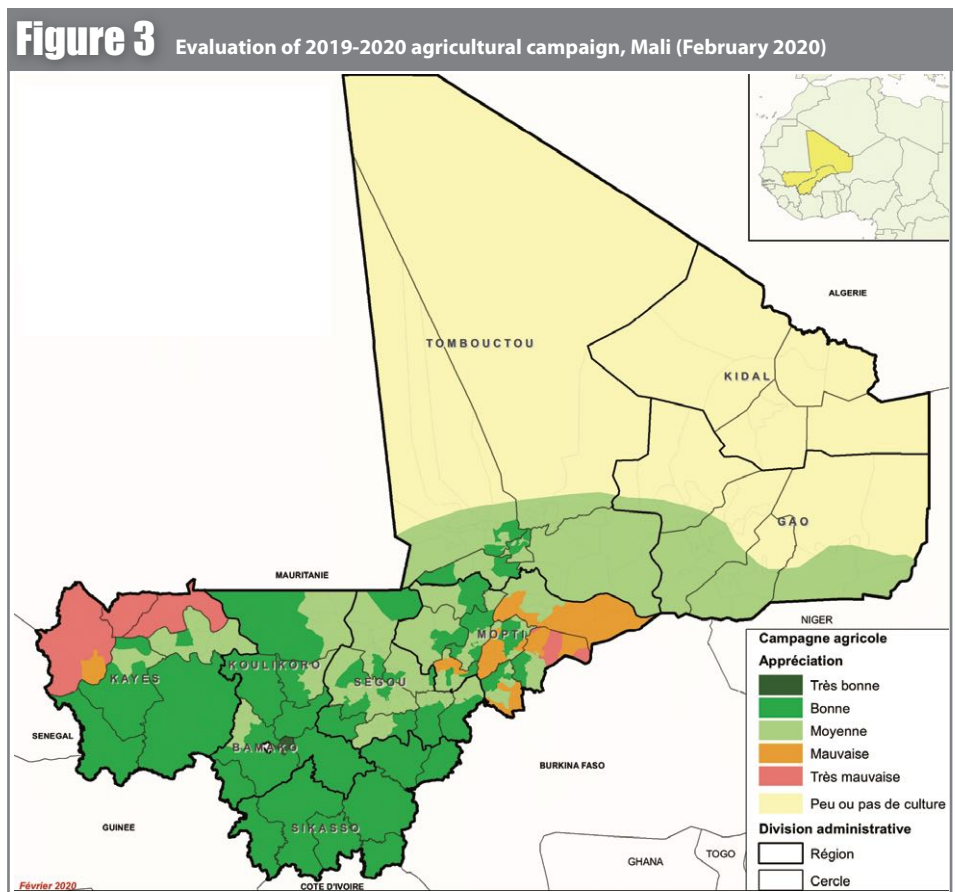 Figure 3 Evaluation of 2019-2020 agricultural campaign, Mali (February 2020)
ALGERIE
TOMBOUCTOU
KIDAL
GAO
MAURITANIE
NIGER
MOPTI
KOULIKORO
KAYES
SEGOU
SENEGAL
BAMAKO
BURKINA FASO
GUINEE
SIKASSO
GHANA
TOGO
COTE D'IVOIRE
Février 2020
Campagne agricole
Appréciation
Très bonne
Bonne
Moyenne
Mauvaise
Très mauvaise
Peu ou pas de culture
Division administrative
Région
Cercle